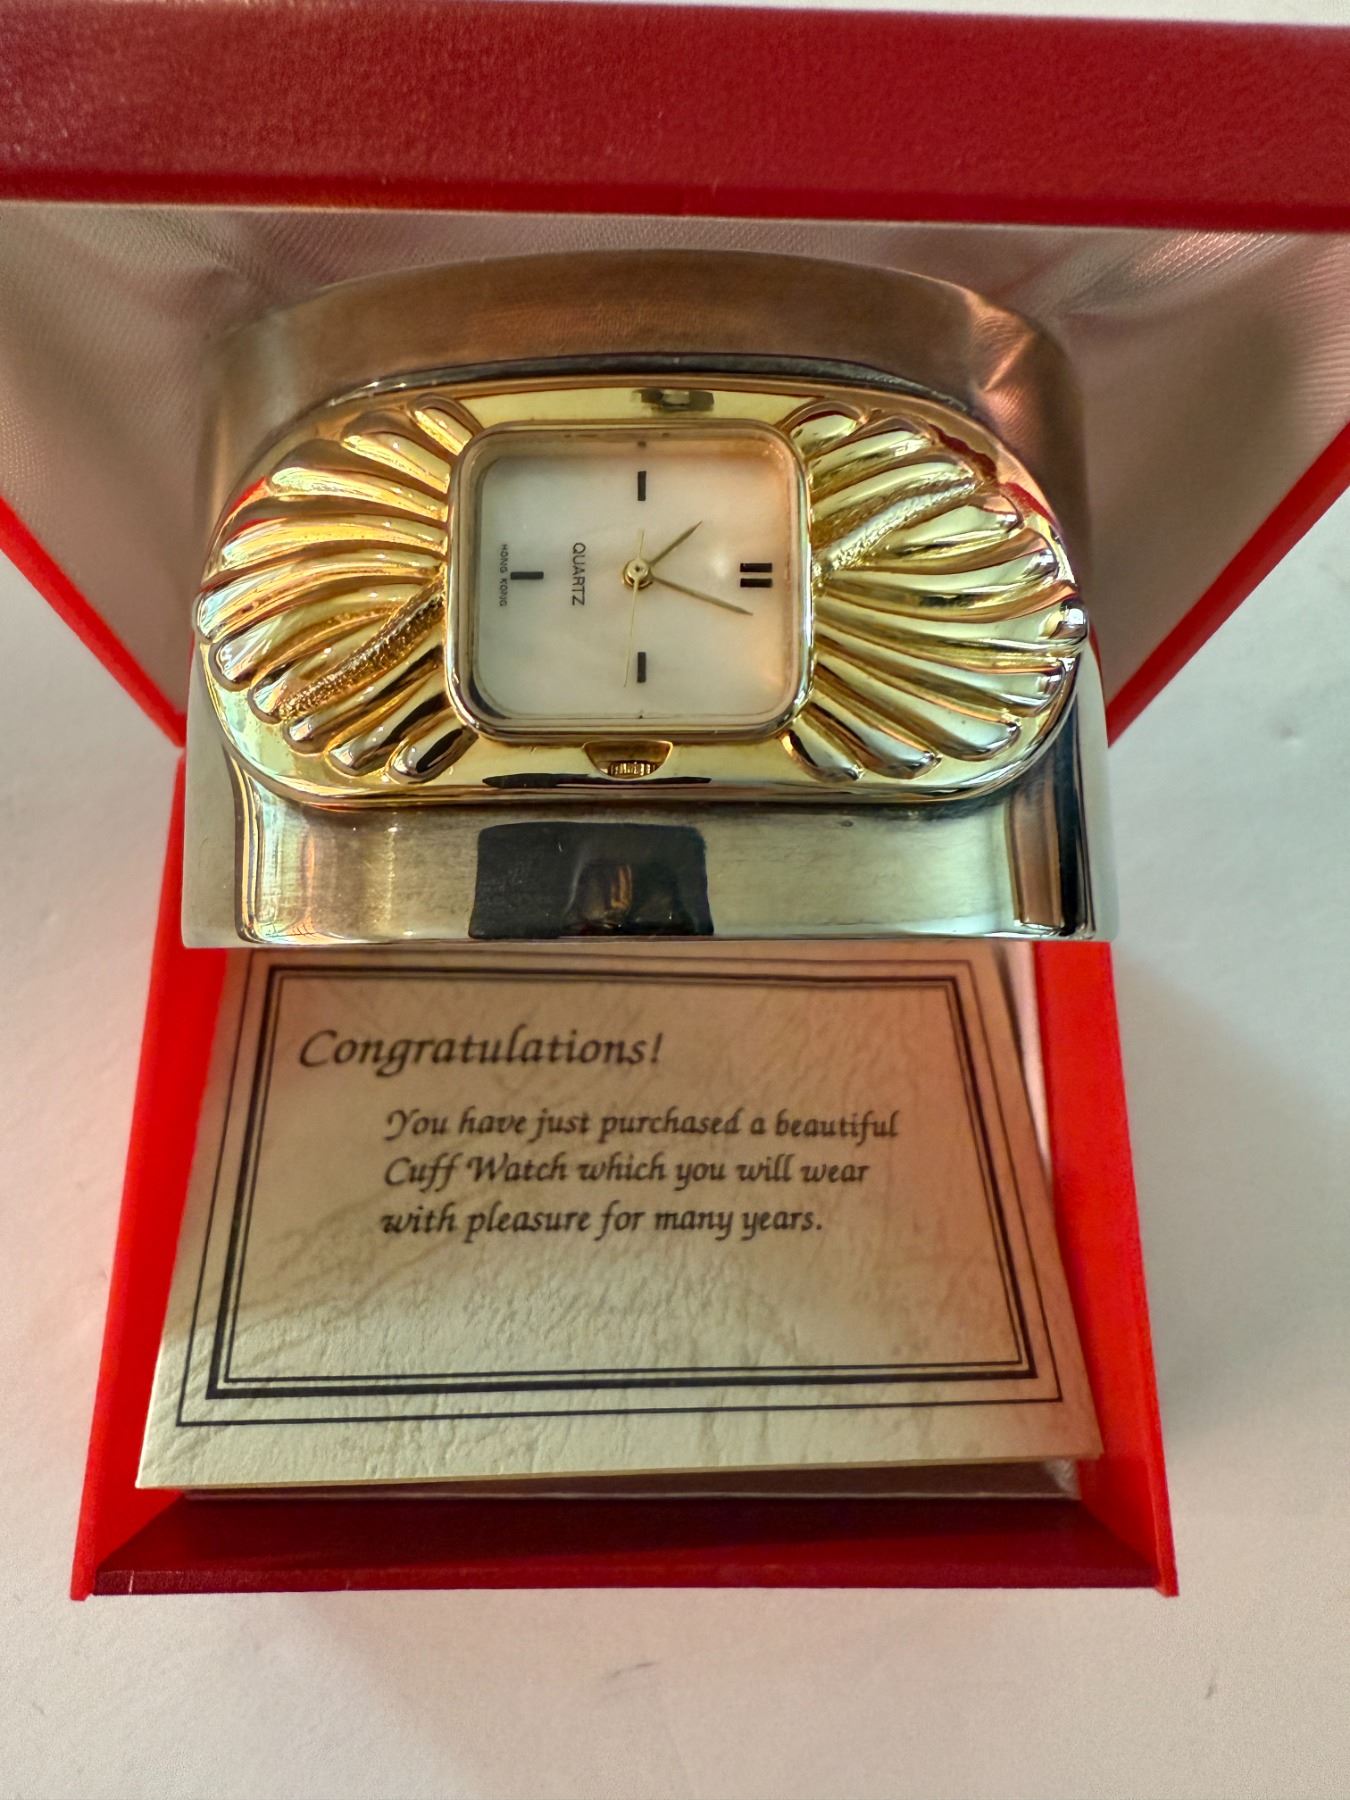 QUARTZ
HONG KONG
Congratulations!
You have just purchased a beautiful
Cuff Watch which you will wear
with pleasure for many years.